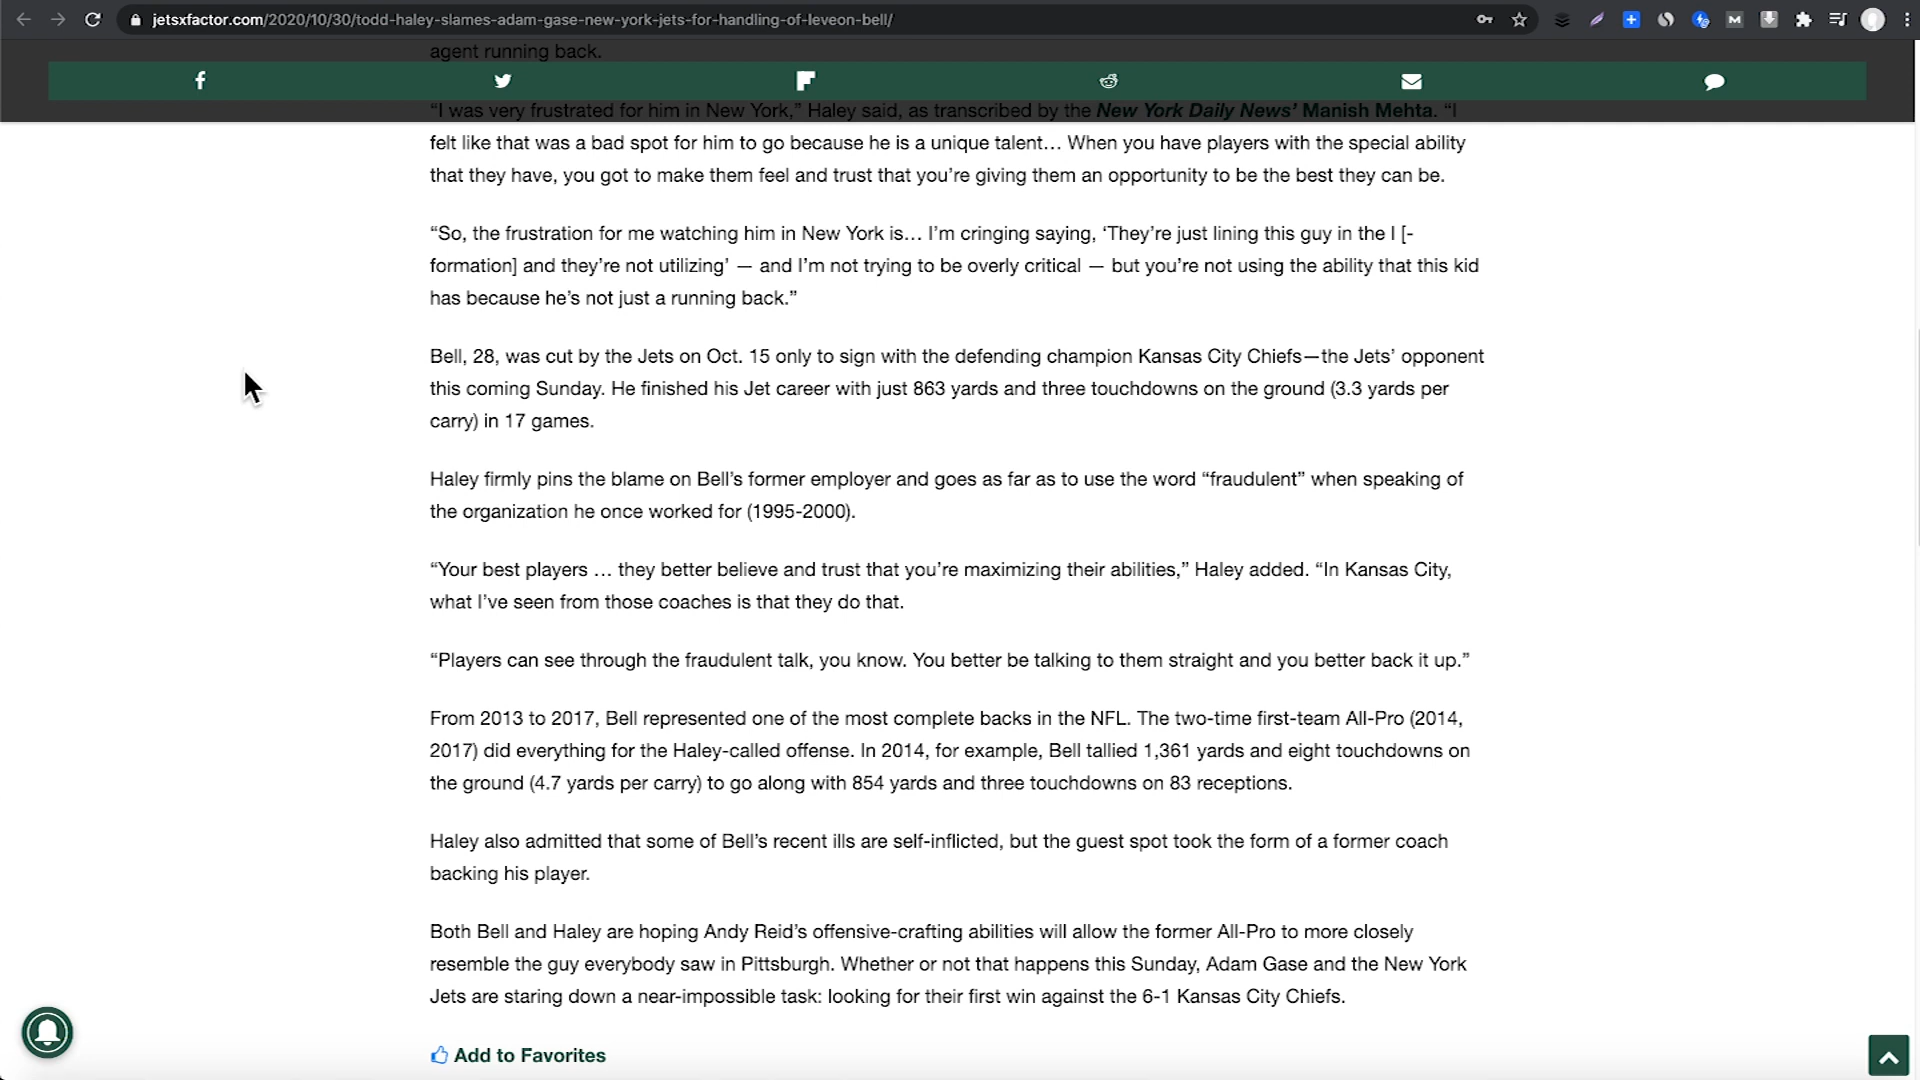 jetsxfactor.com/2020/10/30/todd-haley-slames-adam-gase-new-york-jets-for-handling-of-leveon-bell/
agent running back.
“I was very frustrated for him in New York,” Haley said, as transcribed by the New York Daily News’ Manish Mehta. “I
felt like that was a bad spot for him to go because he is a unique talent… When you have players with the special ability
that they have, you got to make them feel and trust that you’re giving them an opportunity to be the best they can be.
“So, the frustration for me watching him in New York is… I’m cringing saying, ‘They’re just lining this guy in the I [-
formation] and they’re not utilizing’ — and I’m not trying to be overly critical — but you’re not using the ability that this kid
has because he’s not just a running back.”
Bell, 28, was cut by the Jets on Oct. 15 only to sign with the defending champion Kansas City Chiefs—the Jets’ opponent
this coming Sunday. He finished his Jet career with just 863 yards and three touchdowns on the ground (3.3 yards per
carry) in 17 games.
Haley firmly pins the blame on Bell’s former employer and goes as far as to use the word “fraudulent” when speaking of
the organization he once worked for (1995-2000).
“Your best players … they better believe and trust that you’re maximizing their abilities,” Haley added. “In Kansas City,
what I’ve seen from those coaches is that they do that.
“Players can see through the fraudulent talk, you know. You better be talking to them straight and you better back it up.”
From 2013 to 2017, Bell represented one of the most complete backs in the NFL. The two-time first-team All-Pro (2014,
2017) did everything for the Haley-called offense. In 2014, for example, Bell tallied 1,361 yards and eight touchdowns on
the ground (4.7 yards per carry) to go along with 854 yards and three touchdowns on 83 receptions.
Haley also admitted that some of Bell’s recent ills are self-inflicted, but the guest spot took the form of a former coach
backing his player.
Both Bell and Haley are hoping Andy Reid’s offensive-crafting abilities will allow the former All-Pro to more closely
resemble the guy everybody saw in Pittsburgh. Whether or not that happens this Sunday, Adam Gase and the New York
Jets are staring down a near-impossible task: looking for their first win against the 6-1 Kansas City Chiefs.
Add to Favorites